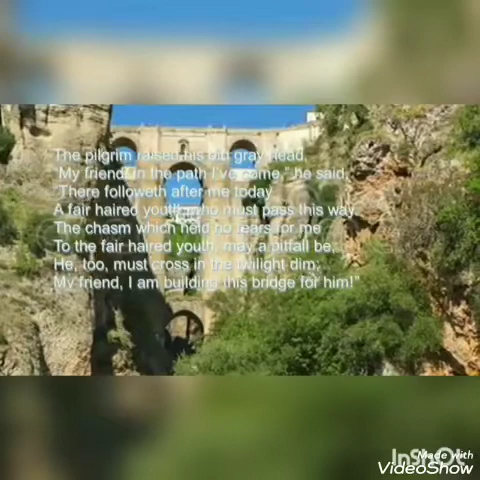 The pilgrim raised his old gray head,
"My friend, in the path I've come," he said,
"There followeth after me today
A fair haired youth who must pass this way.
The chasm which held no fears for me
To the fair haired youth, may a pitfall be,
He, too, must cross in the twilight dim;
My friend, I am building this bridge for him!"
Made with
InShOt
VideoShow